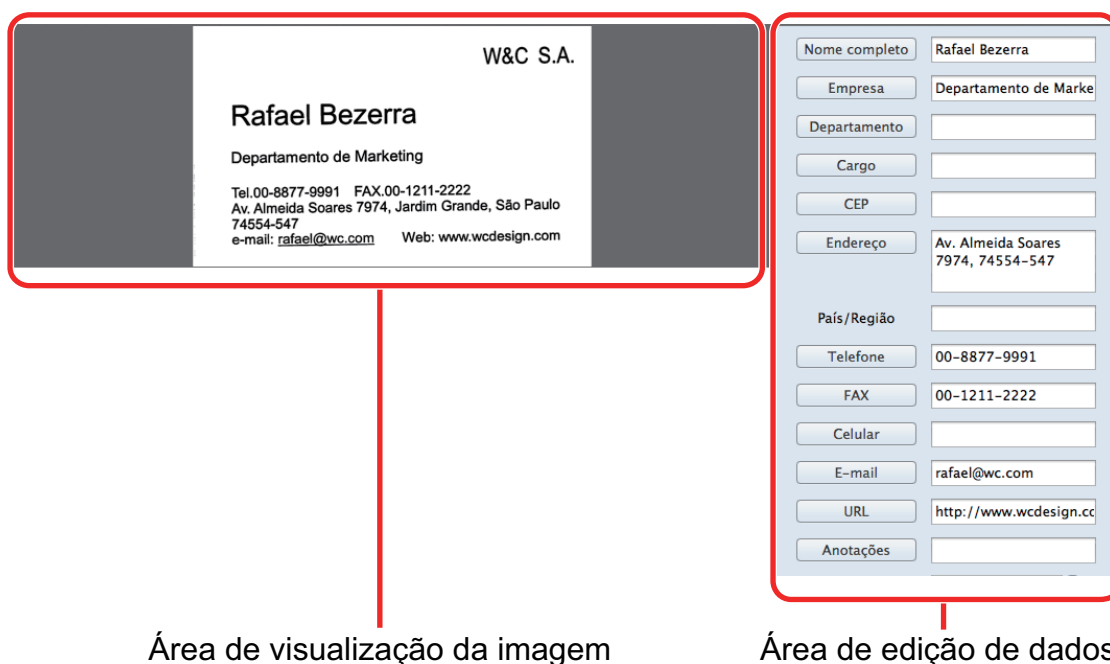 W&C S.A.
Rafael Bezerra
Departamento de Marketing
Tel.00-8877-9991 FAX.00-1211-2222
Av. Almeida Soares 7974, Jardim Grande, São Paulo
74554-547
e-mail: rafael@wc.com Web: www.wcdesign.com
Nome completo Rafael Bezerra
Empresa Departamento de Marke
Departamento
Cargo
CEP
Endereço Av. Almeida Soares
7974, 74554-547
País/Região
Telefone 00-8877-9991
FAX 00-1211-2222
Celular
E-mail rafael@wc.com
URL http://www.wcdesign.cc
Anotações
Área de visualização da imagem
Área de edição de dados